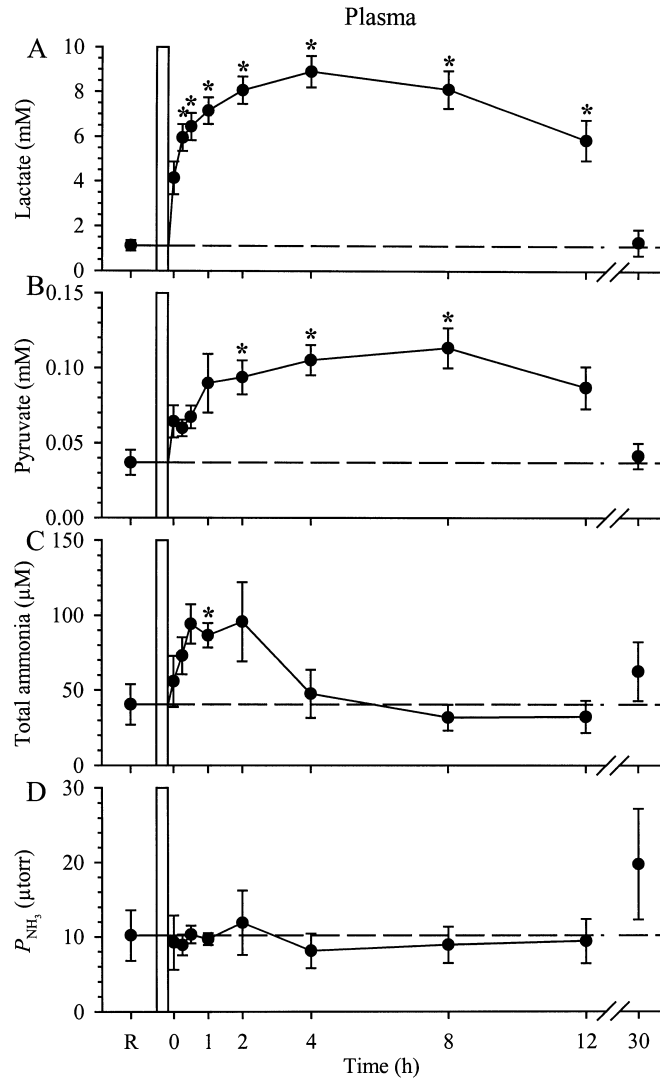 Plasma
A
10
8
6
4
2
0
Lactate (mM)
* * * * * * * *
B
0.15
0.10
0.05
0.00
Pyruvate (mM)
* * *
C
150
100
50
0
Total ammonia (μM)
*
D
30
20
10
0
P_NH₃ (μtorr)
R 0 1 2 4 8 12 30
Time (h)